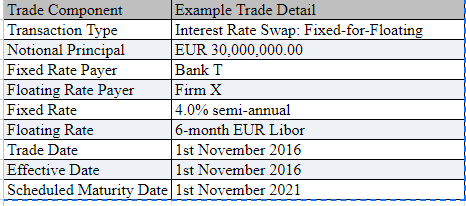 Trade Component Example Trade Detail
Transaction Type Interest Rate Swap: Fixed-for-Floating
Notional Principal EUR 30,000,000.00
Fixed Rate Payer Bank T
Floating Rate Payer Firm X
Fixed Rate 4.0% semi-annual
Floating Rate 6-month EUR Libor
Trade Date 1st November 2016
Effective Date 1st November 2016
Scheduled Maturity Date 1st November 2021